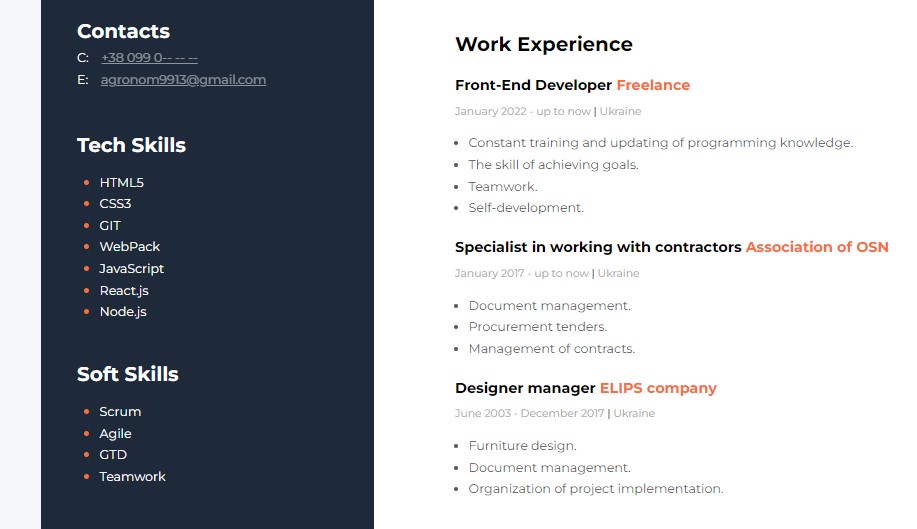 Contacts
C: +38 099 0-- -- --
E: agronom9913@gmail.com
Tech Skills
HTML5
CSS3
GIT
WebPack
JavaScript
React.js
Node.js
Soft Skills
Scrum
Agile
GTD
Teamwork
Work Experience
Front-End Developer Freelance
January 2022 - up to now | Ukraine
Constant training and updating of programming knowledge.
The skill of achieving goals.
Teamwork.
Self-development.
Specialist in working with contractors Association of OSN
January 2017 - up to now | Ukraine
Document management.
Procurement tenders.
Management of contracts.
Designer manager ELIPS company
June 2003 - December 2017 | Ukraine
Furniture design.
Document management.
Organization of project implementation.